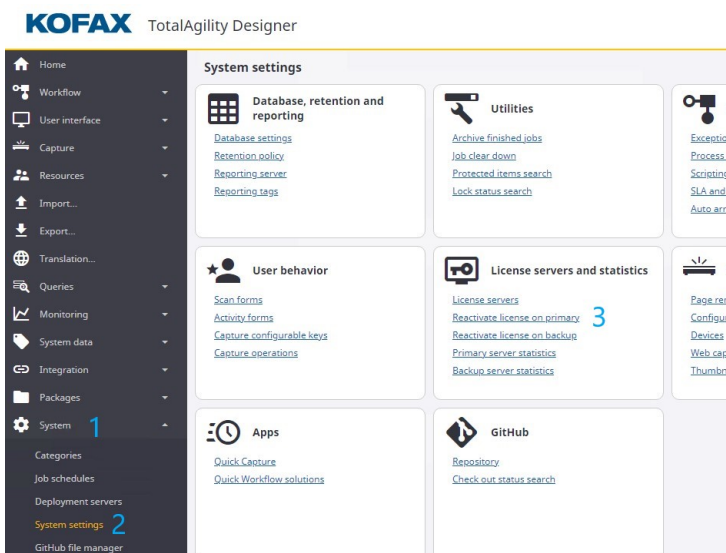 KOFAX TotalAgility Designer
Home
Workflow
User interface
Capture
Resources
Import...
Export...
Translation...
Queries
Monitoring
System data
Integration
Packages
System 1
Categories
Job schedules
Deployment servers
System settings 2
GitHub file manager
System settings
Database, retention and
reporting
Database settings
Retention policy
Reporting server
Reporting tags
Utilities
Archive finished jobs
Job clear down
Protected items search
Lock status search
Process
SLA and
User behavior
Scan forms
Activity forms
Capture configurable keys
Capture operations
License servers and statistics
License servers
Reactivate license on primary 3
Reactivate license on backup
Primary server statistics
Backup server statistics
Devices
Apps
Quick Capture
Quick Workflow solutions
GitHub
Repository
Check out status search